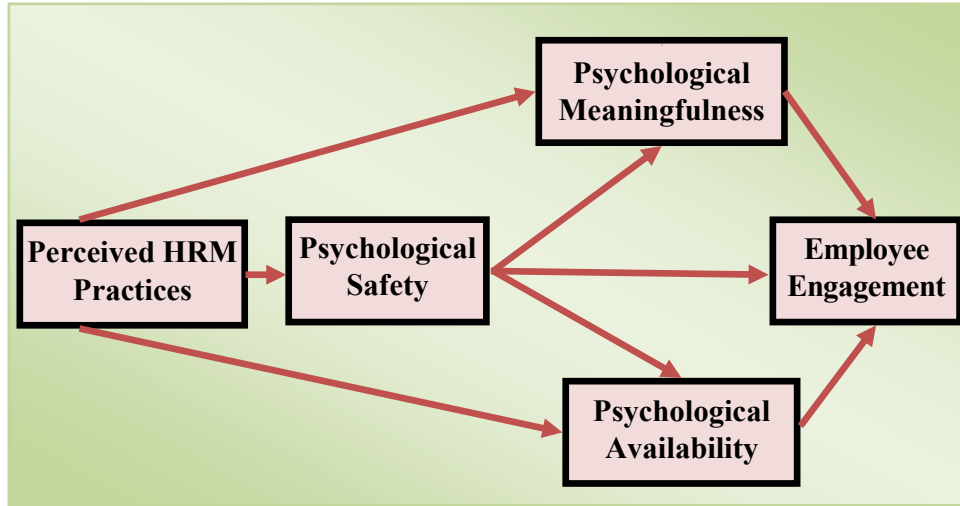 Psychological
Meaningfulness
Perceived HRM
Practices
Psychological
Safety
Employee
Engagement
Psychological
Availability